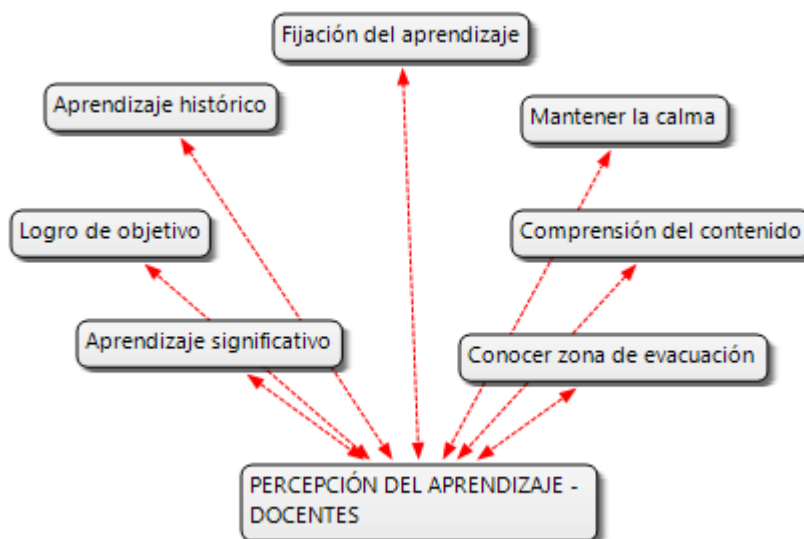 Fijación del aprendizaje
Aprendizaje histórico
Mantener la calma
Logro de objetivo
Comprensión del contenido
Aprendizaje significativo
Conocer zona de evacuación
PERCEPCIÓN DEL APRENDIZAJE -
DOCENTES